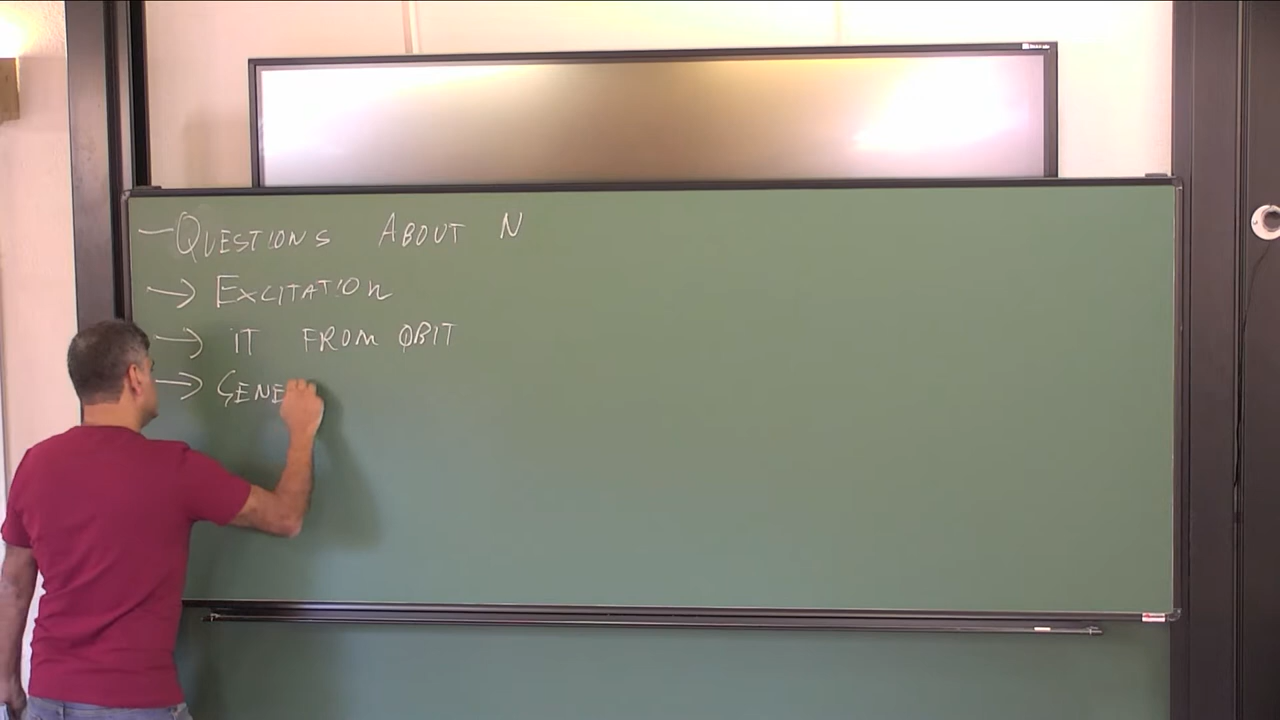 — QUESTIONS ABOUT N
→ EXCITATION
→ IT FROM QBIT
→ GENE